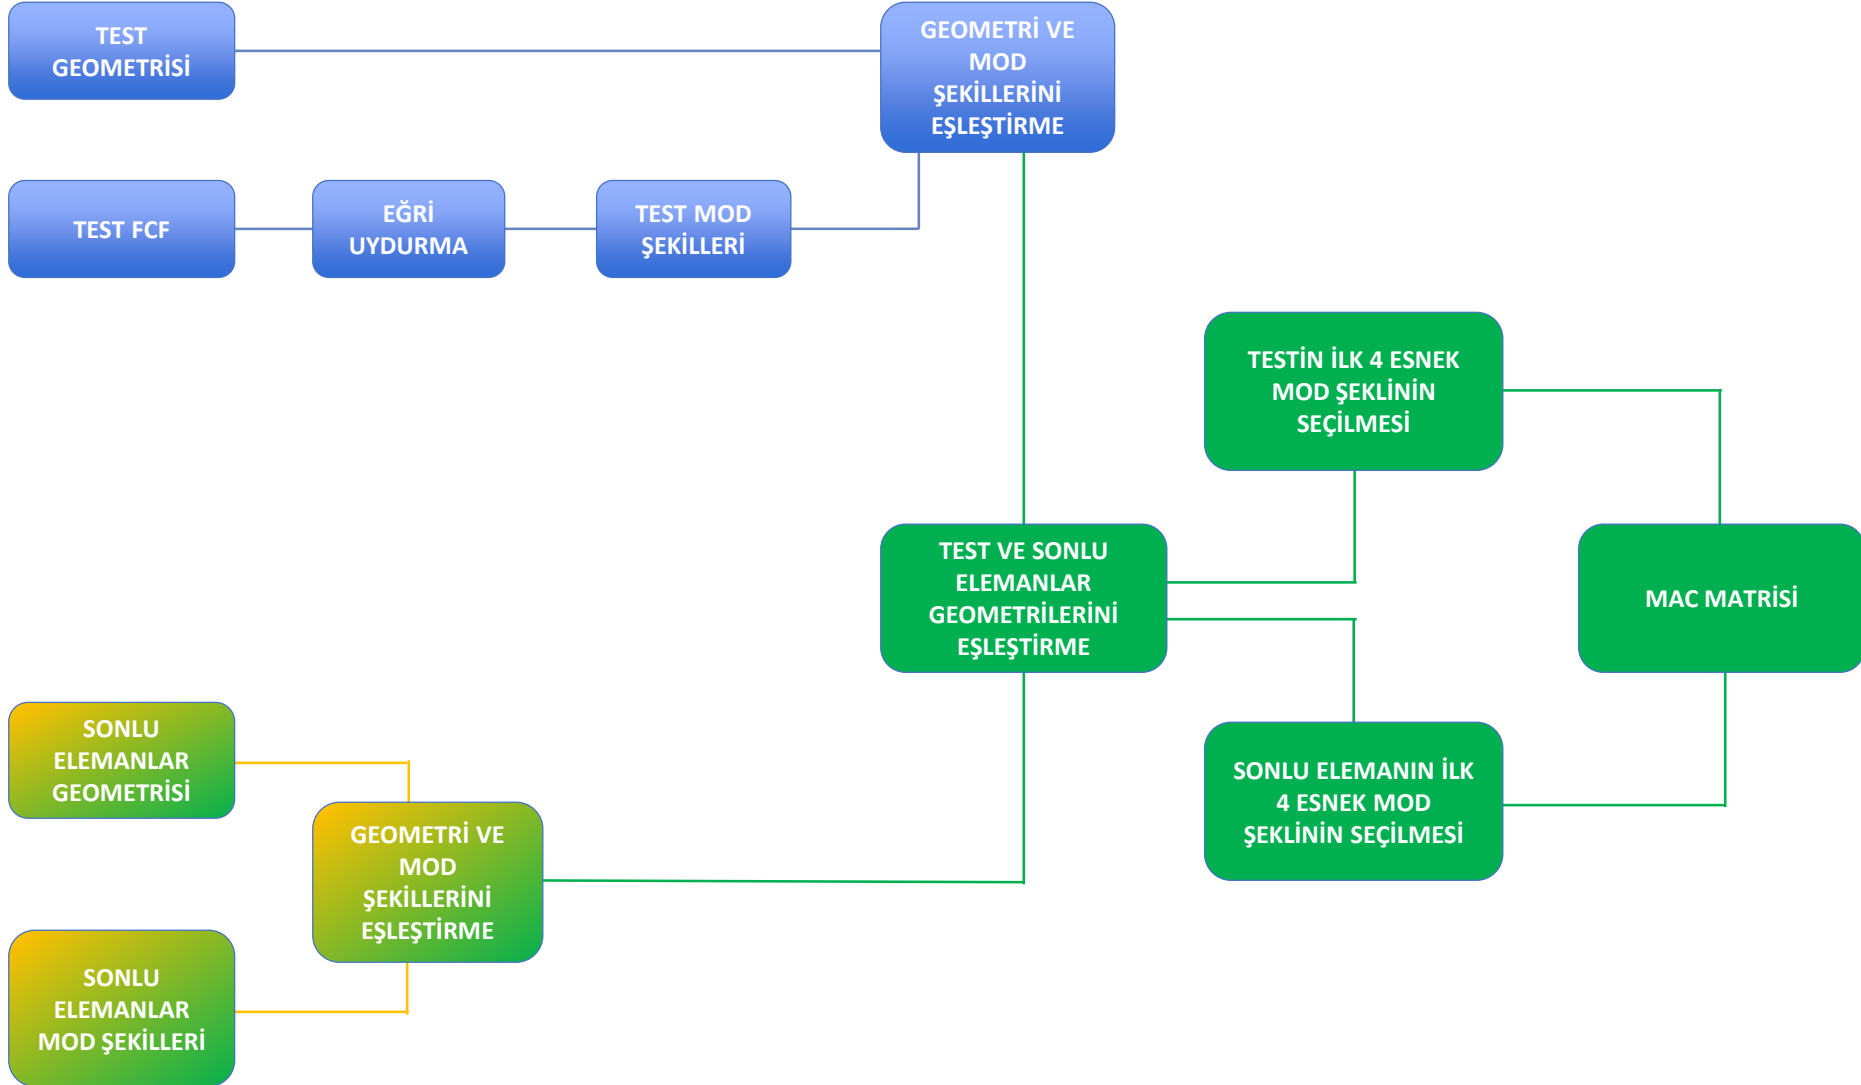 TEST
GEOMETRİSİ
GEOMETRİ VE
MOD
ŞEKİLLERİNİ
EŞLEŞTİRME
TEST FCF
EĞRİ
UYDURMA
TEST MOD
ŞEKİLLERİ
TESTİN İLK 4 ESNEK
MOD ŞEKLİNİN
SEÇİLMESİ
TEST VE SONLU
ELEMANLAR
GEOMETRİLERİNİ
EŞLEŞTİRME
MAC MATRİSİ
SONLU
ELEMANLAR
GEOMETRİSİ
SONLU ELEMANIN İLK
4 ESNEK MOD
ŞEKLİNİN SEÇİLMESİ
GEOMETRİ VE
MOD
ŞEKİLLERİNİ
EŞLEŞTİRME
SONLU
ELEMANLAR
MOD ŞEKİLLERİ